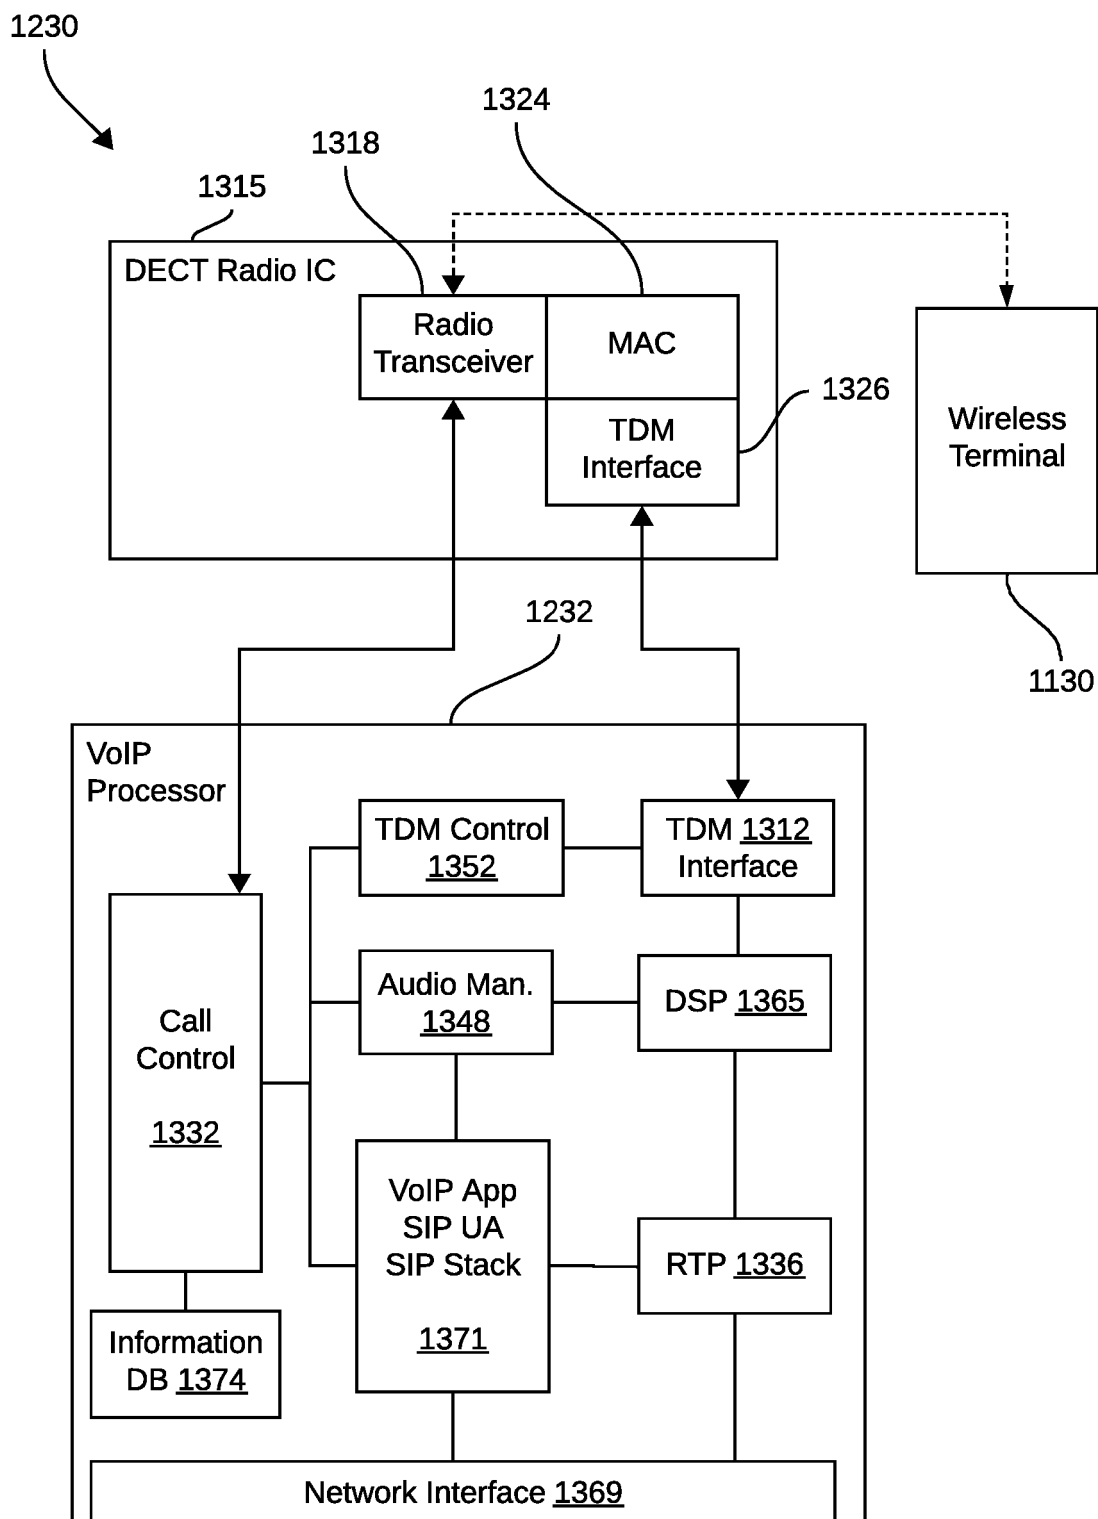 1230
1324
1318
1315
DECT Radio IC
Radio
Transceiver
MAC
1326
TDM
Interface
Wireless
Terminal
1232
1130
VoIP
Processor
TDM Control
1352
TDM 1312
Interface
Audio Man.
1348
DSP 1365
Call
Control
1332
VoIP App
SIP UA
SIP Stack
1371
RTP 1336
Information
DB 1374
Network Interface 1369